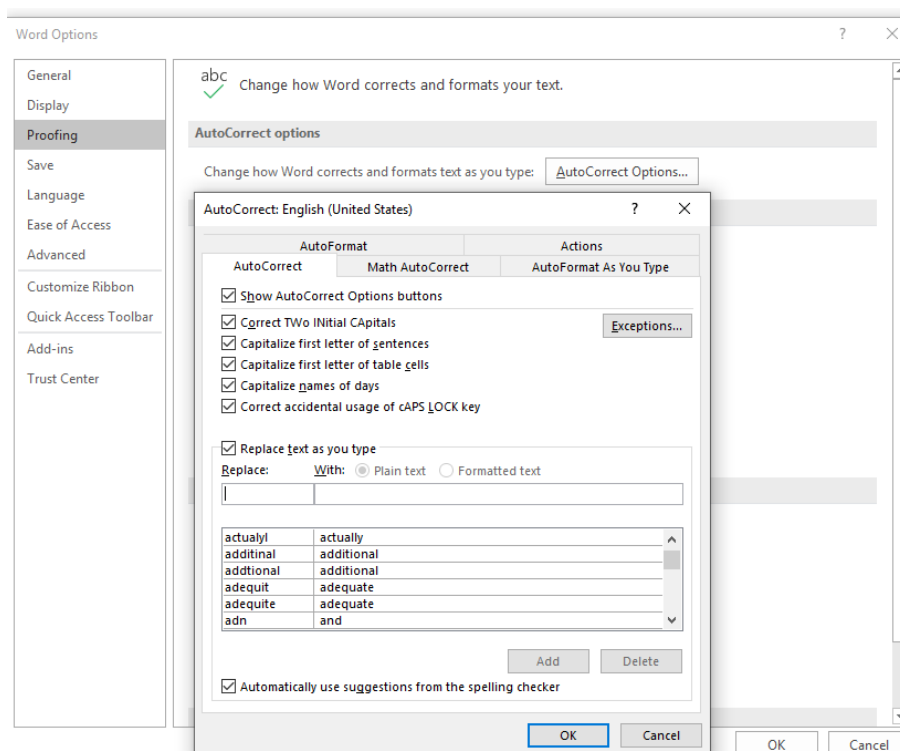 Word Options
General
Display
Proofing
Save
Language
Ease of Access
Advanced
Customize Ribbon
Quick Access Toolbar
Add-ins
Trust Center
abc
Change how Word corrects and formats your text.
AutoCorrect options
Change how Word corrects and formats text as you type: AutoCorrect Options...
AutoCorrect: English (United States) ?
AutoFormat Actions
AutoCorrect Math AutoCorrect AutoFormat As You Type
Show AutoCorrect Options buttons
Correct TWo INitial CApitals Exceptions...
Capitalize first letter of sentences
Capitalize first letter of table cells
Capitalize names of days
Correct accidental usage of cAPS LOCK key
Replace text as you type
Replace: With: Plain text Formatted text
actualyl actually
additinal additional
addtional additional
adequit adequate
adequite adequate
adn and
Add Delete
Automatically use suggestions from the spelling checker
OK Cancel
?
OK Cancel